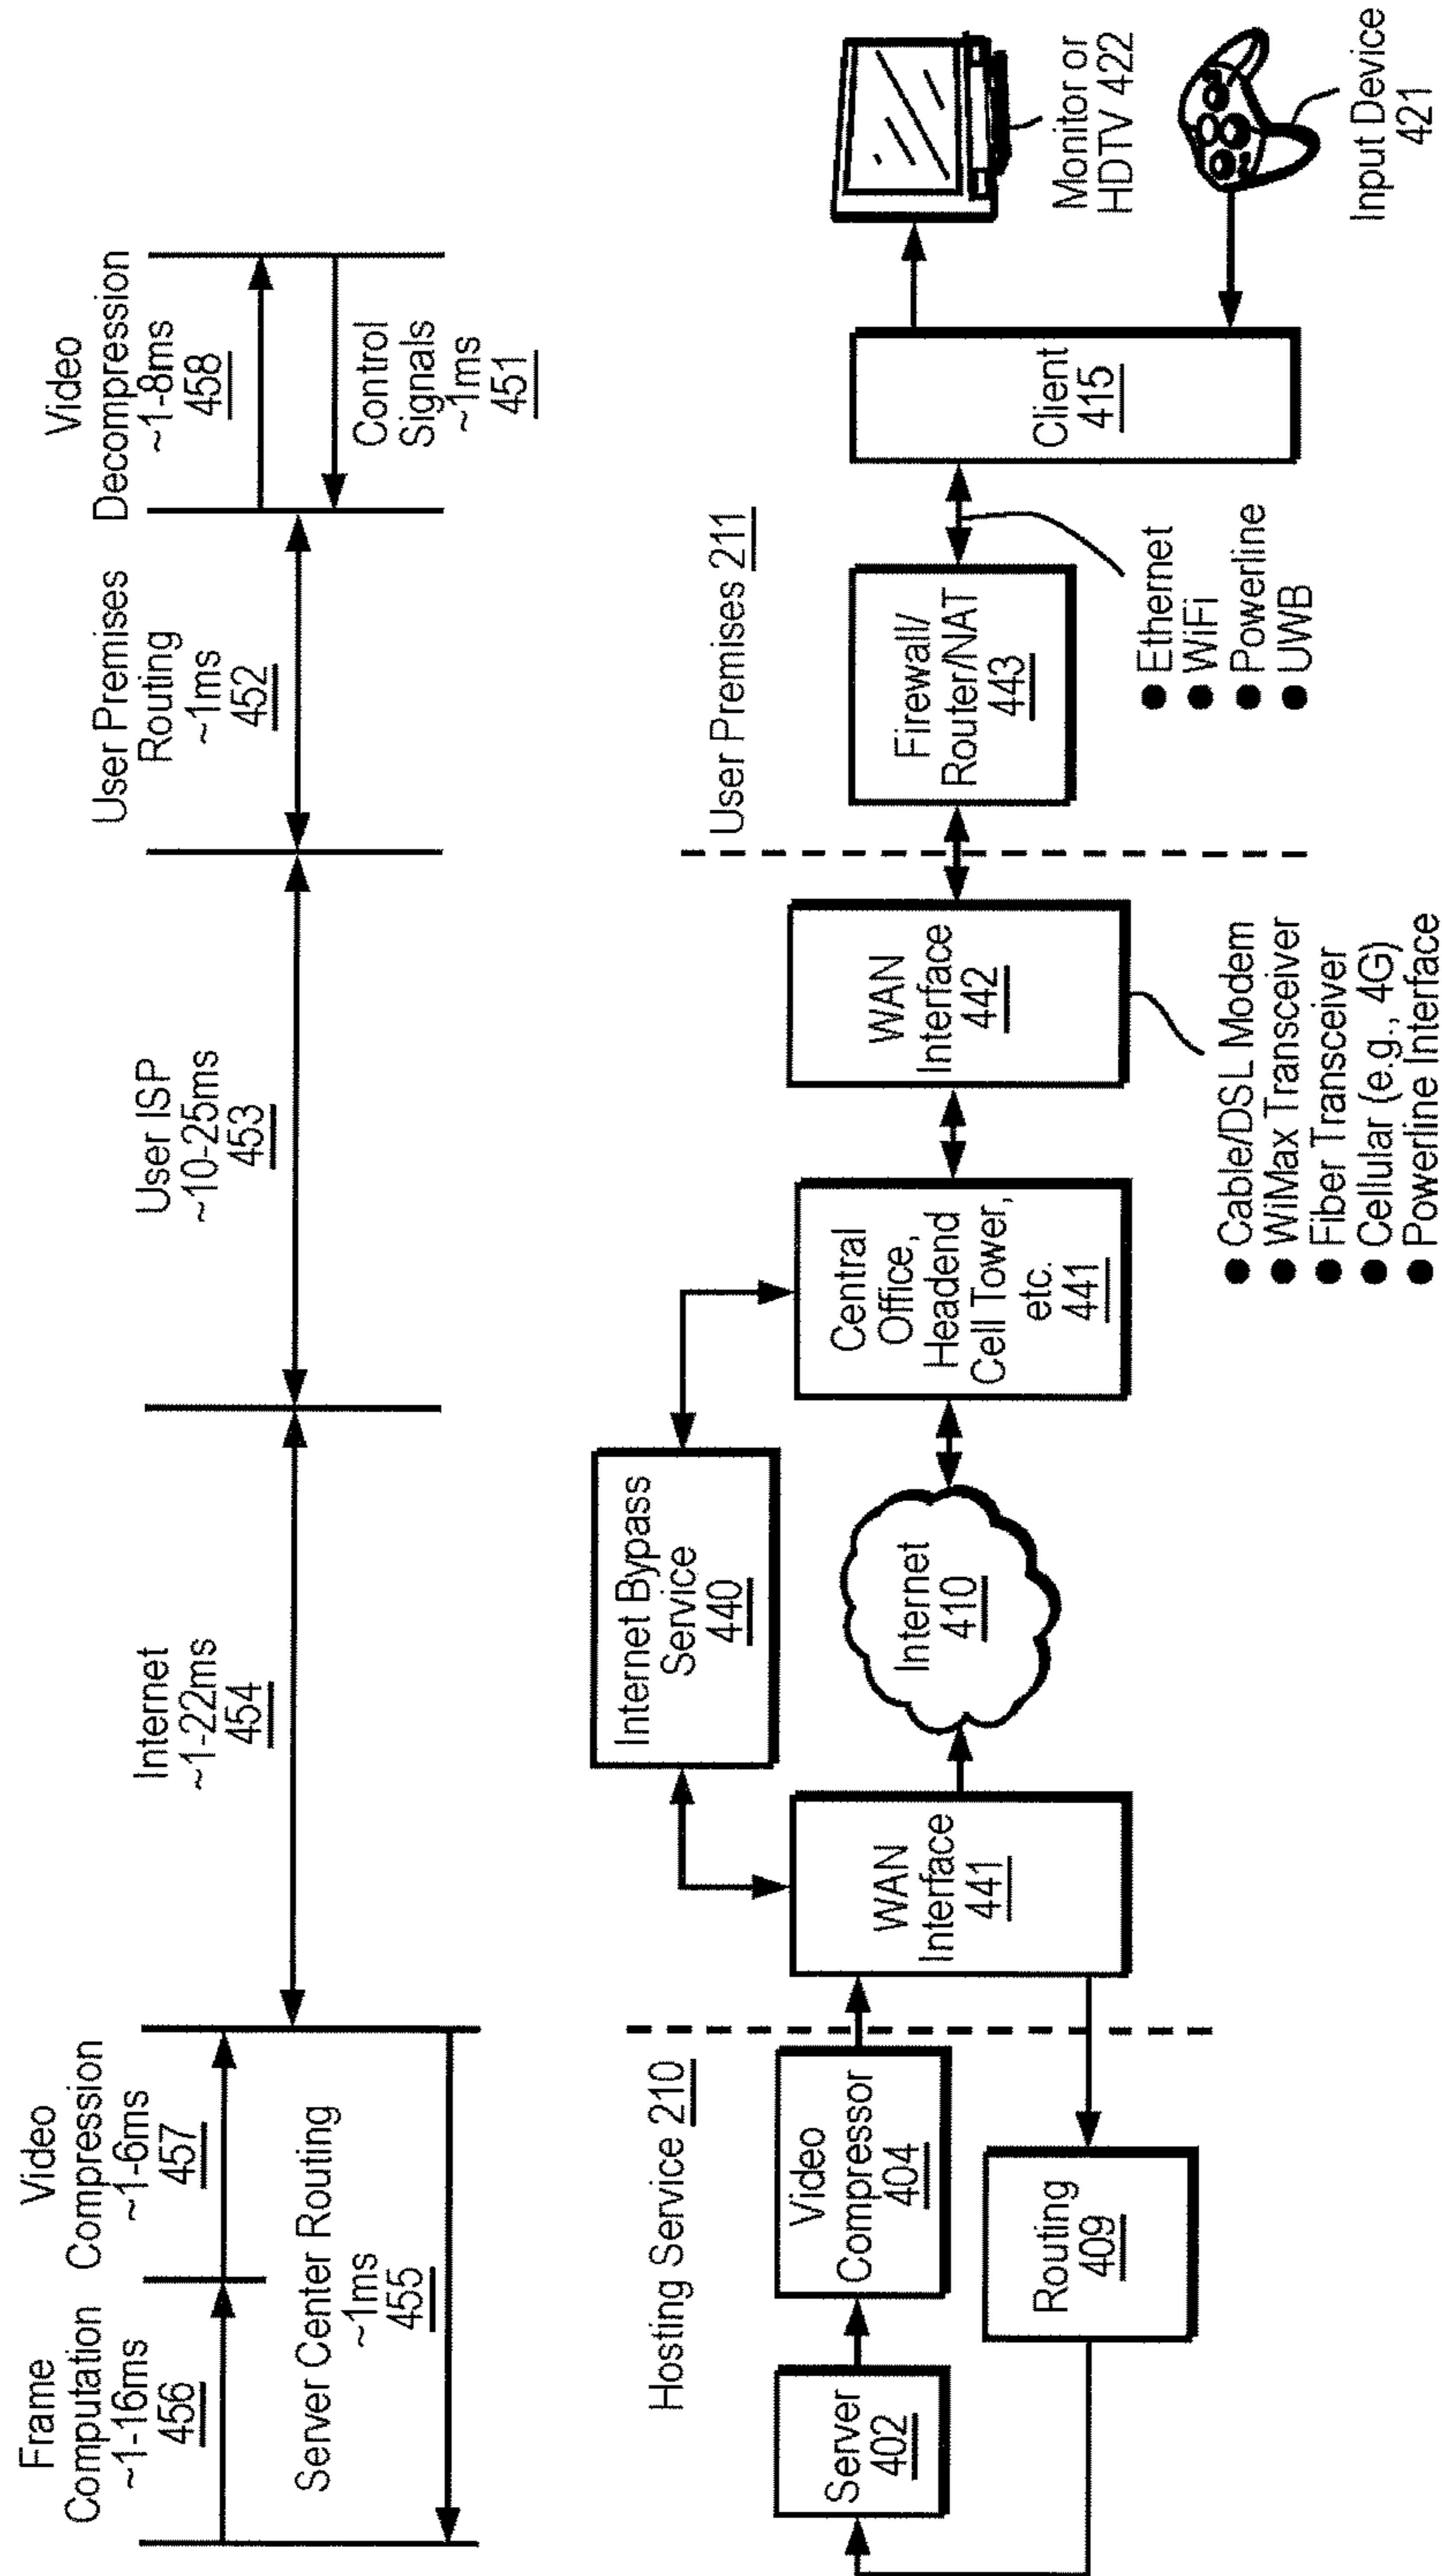 Frame
Computation
~1-16ms
456
Video
Compression
~1-6ms
457
Server Center Routing
~1ms
455
Internet
~1-22ms
454
User ISP
~10-25ms
453
User Premises
Routing
~1ms
452
Video
Decompression
~1-8ms
458
Control
Signals
~1ms
451
Hosting Service 210
Server
402
Video
Compressor
404
Routing
409
WAN
Interface
441
Internet Bypass
Service
440
Internet
410
Central
Office,
Headend
Cell Tower,
etc.
441
WAN
Interface
442
● Cable/DSL Modem
● WiMax Transceiver
● Fiber Transceiver
● Cellular (e.g., 4G)
● Powerline Interface
User Premises 211
Firewall/
Router/NAT
443
● Ethernet
● WiFi
● Powerline
● UWB
Client
415
Monitor or
HDTV 422
Input Device
421